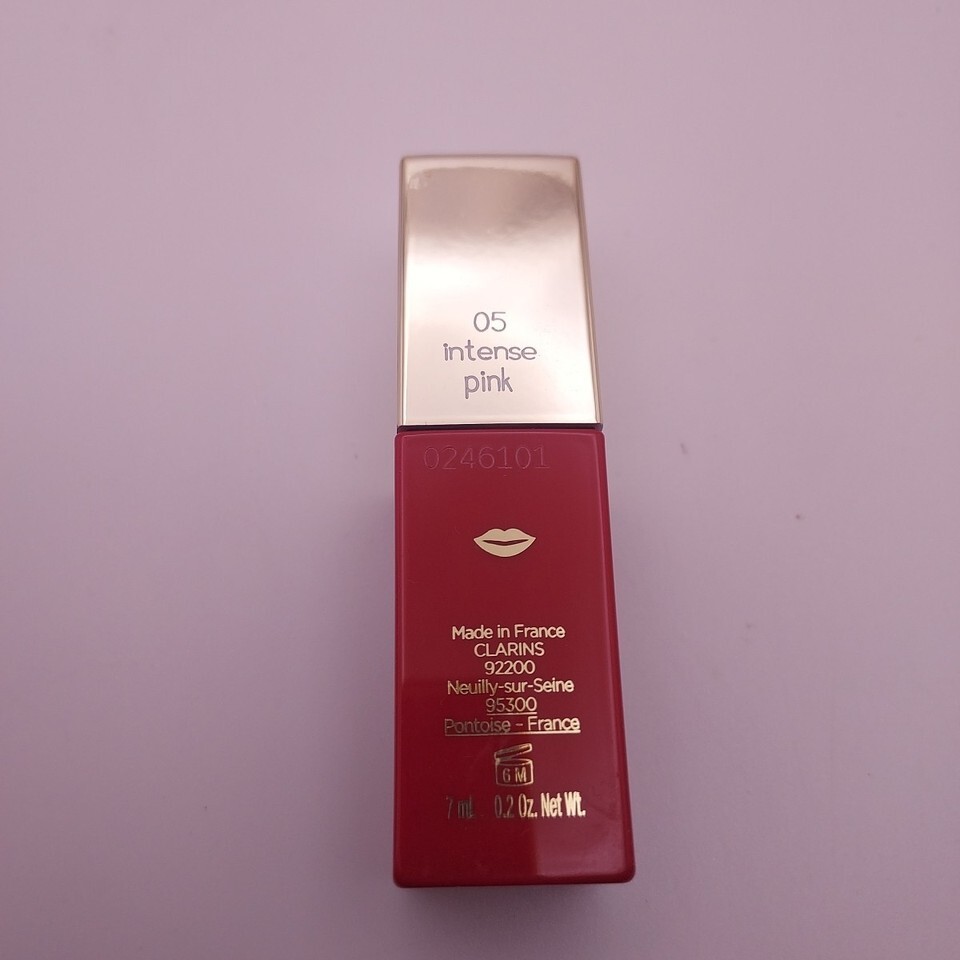 05
intense
pink
0246101
Made in France
CLARINS
92200
Neuilly-sur-Seine
95300
Pontoise - France
6 M
7 ml 0.2 Oz. Net Wt.